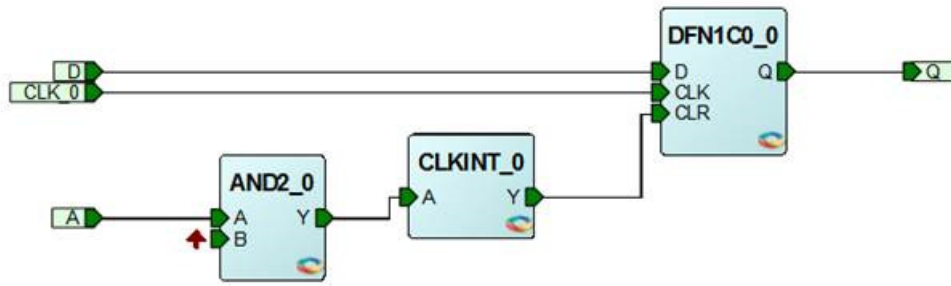 DFN1C0_0
D D Q Q
CLK_0 CLK
CLR
CLKINT_0
AND2_0
A Y
A A Y
B